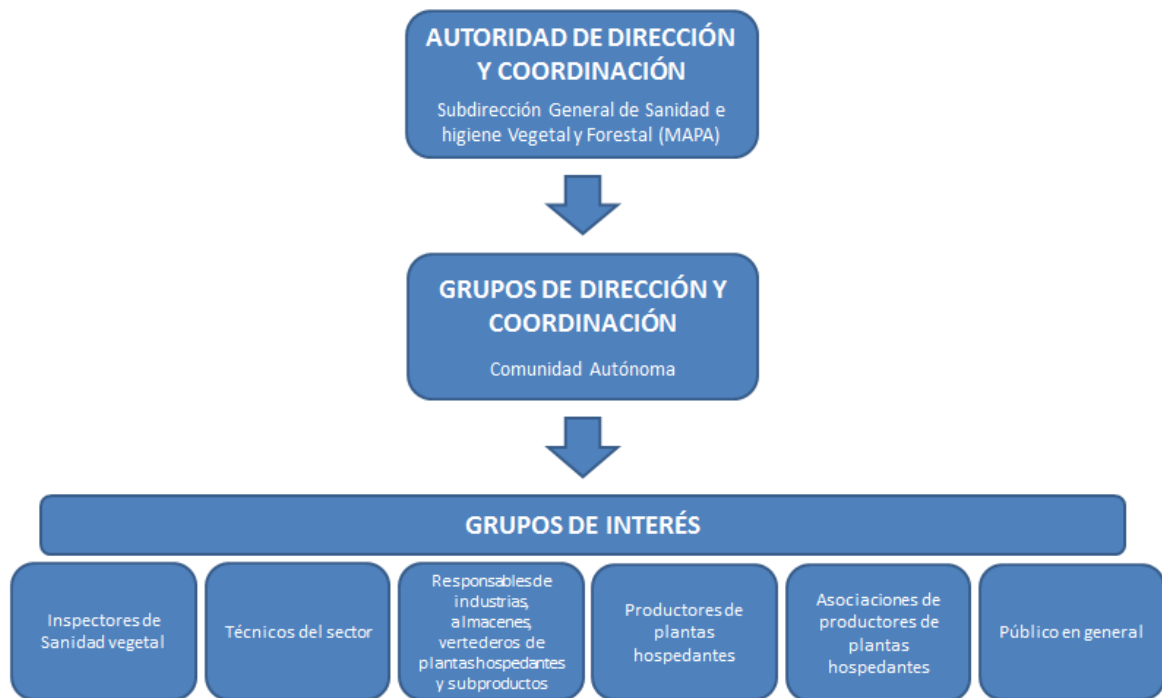 AUTORIDAD DE DIRECCIÓN
Y COORDINACIÓN
Subdirección General de Sanidad e
higiene Vegetal y Forestal (MAPA)
GRUPOS DE DIRECCIÓN Y
COORDINACIÓN
Comunidad Autónoma
GRUPOS DE INTERÉS
Inspectores de
Sanidad vegetal
Técnicos del sector
Responsables de
industrias,
almacenes,
vertederos de
plantas hospedantes
y subproductos
Productores de
plantas
hospedantes
Asociaciones de
productores de
plantas
hospedantes
Público en general